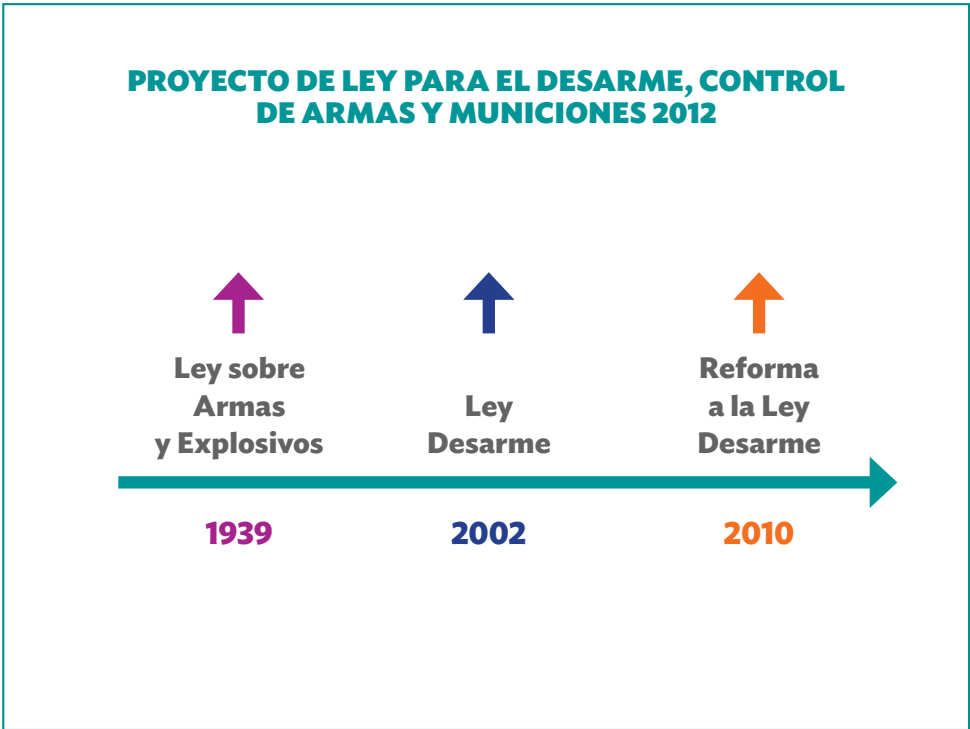 PROYECTO DE LEY PARA EL DESARME, CONTROL
DE ARMAS Y MUNICIONES 2012
Ley sobre
Armas
y Explosivos
Ley
Desarme
Reforma
a la Ley
Desarme
1939
2002
2010